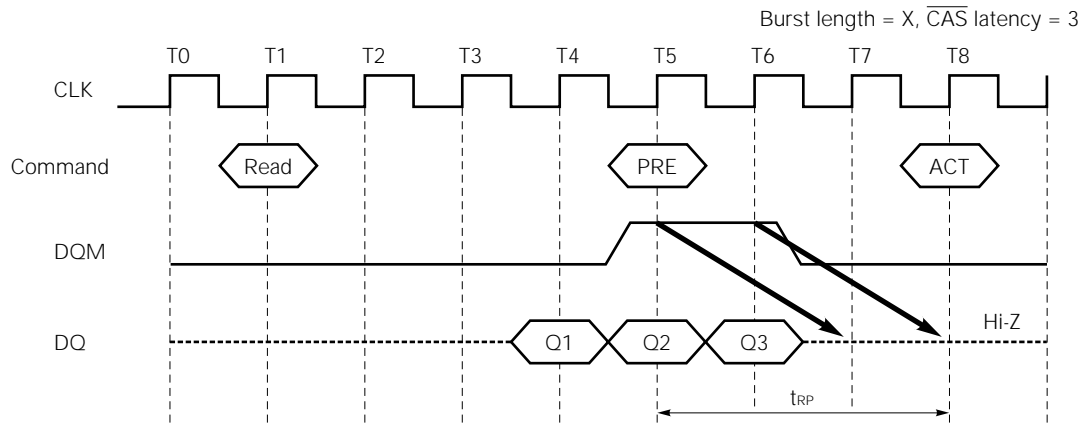 Burst length = X, CAS latency = 3
T0 T1 T2 T3 T4 T5 T6 T7 T8
CLK
Command Read PRE ACT
DQM
Hi-Z
DQ Q1 Q2 Q3
tRP